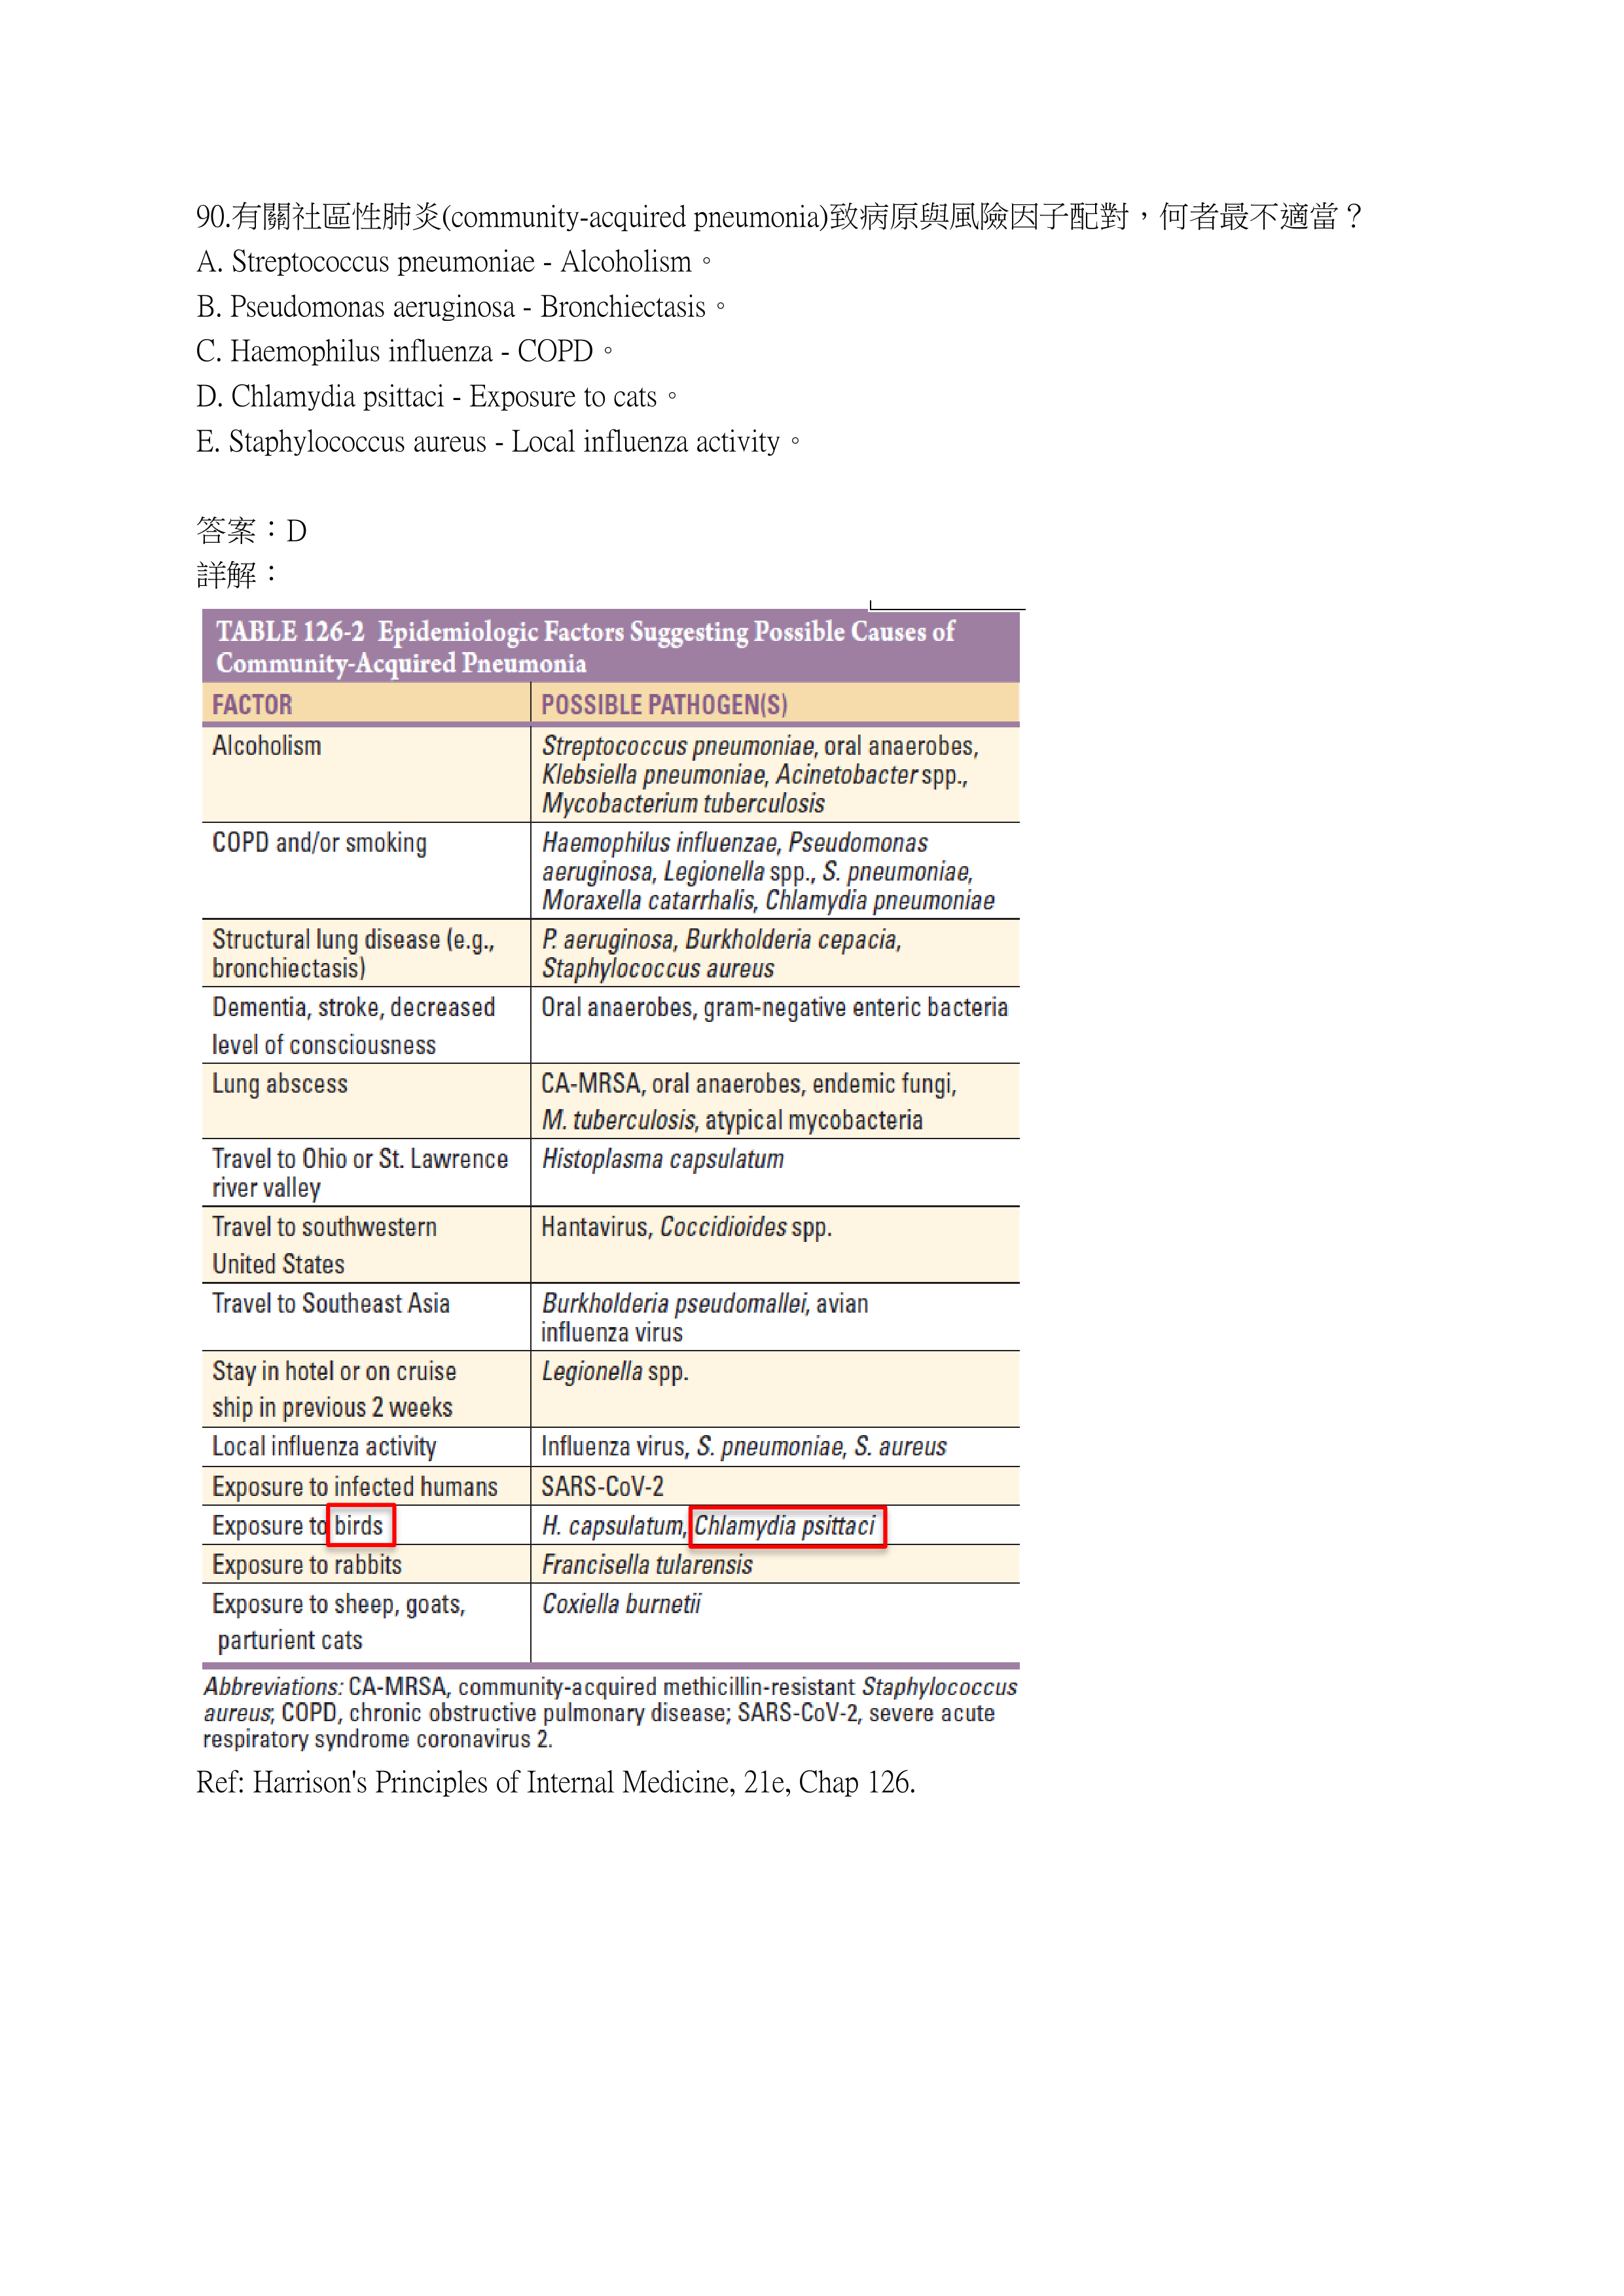 90.有關社區性肺炎(community-acquired pneumonia)致病原與風險因子配對，何者最不適當？
A. Streptococcus pneumoniae - Alcoholism。
B. Pseudomonas aeruginosa - Bronchiectasis。
C. Haemophilus influenza - COPD。
D. Chlamydia psittaci - Exposure to cats。
E. Staphylococcus aureus - Local influenza activity。
答案：D
詳解：
TABLE 126-2 Epidemiologic Factors Suggesting Possible Causes of
Community-Acquired Pneumonia
FACTOR POSSIBLE PATHOGEN(S)
Alcoholism Streptococcus pneumoniae, oral anaerobes,
Klebsiella pneumoniae, Acinetobacter spp.,
Mycobacterium tuberculosis
COPD and/or smoking Haemophilus influenzae, Pseudomonas
aeruginosa, Legionella spp., S. pneumoniae,
Moraxella catarrhalis, Chlamydia pneumoniae
Structural lung disease (e.g., P. aeruginosa, Burkholderia cepacia,
bronchiectasis) Staphylococcus aureus
Dementia, stroke, decreased Oral anaerobes, gram-negative enteric bacteria
level of consciousness
Lung abscess CA-MRSA, oral anaerobes, endemic fungi,
M. tuberculosis, atypical mycobacteria
Travel to Ohio or St. Lawrence Histoplasma capsulatum
river valley
Travel to southwestern Hantavirus, Coccidioides spp.
United States
Travel to Southeast Asia Burkholderia pseudomallei, avian
influenza virus
Stay in hotel or on cruise Legionella spp.
ship in previous 2 weeks
Local influenza activity Influenza virus, S. pneumoniae, S. aureus
Exposure to infected humans SARS-CoV-2
Exposure to birds H. capsulatum, Chlamydia psittaci
Exposure to rabbits Francisella tularensis
Exposure to sheep, goats, Coxiella burnetii
parturient cats
Abbreviations: CA-MRSA, community-acquired methicillin-resistant Staphylococcus
aureus; COPD, chronic obstructive pulmonary disease; SARS-CoV-2, severe acute
respiratory syndrome coronavirus 2.
Ref: Harrison's Principles of Internal Medicine, 21e, Chap 126.